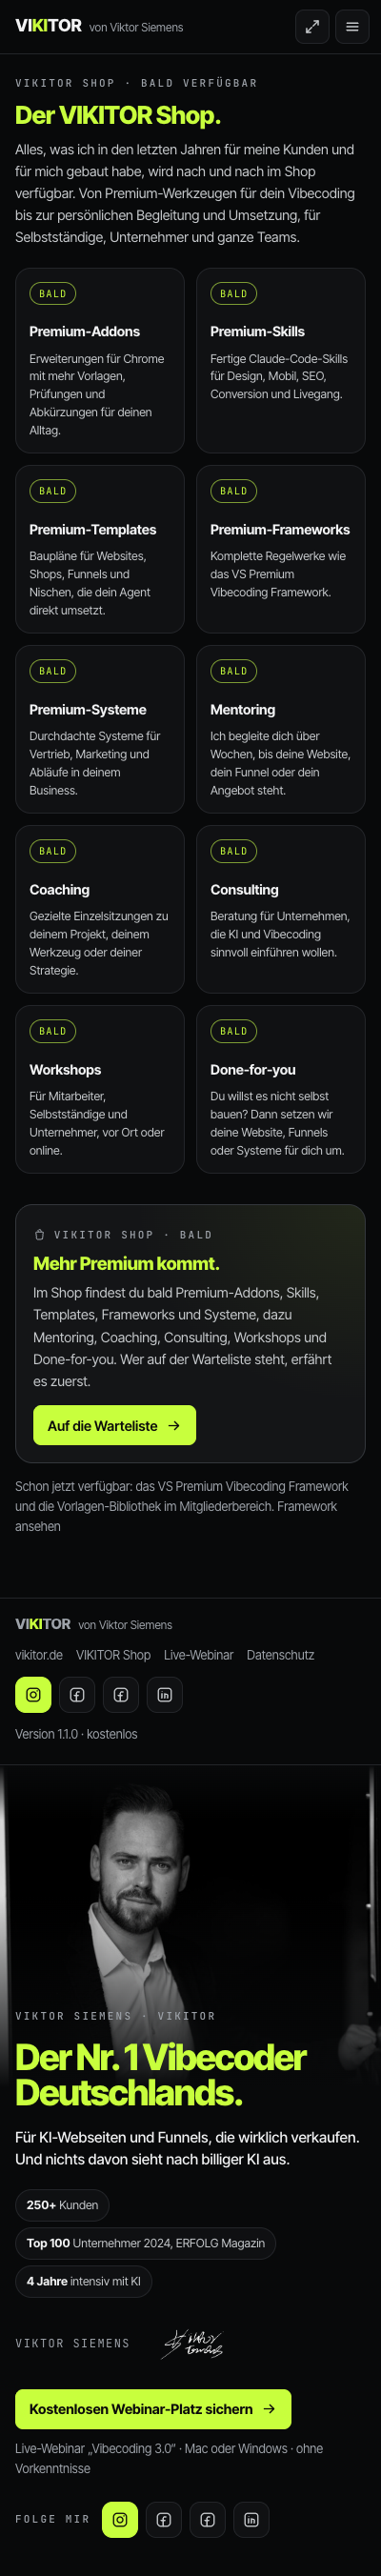 VIKITOR von Viktor Siemens
VIKITOR SHOP · BALD VERFÜGBAR
Der VIKITOR Shop.
Alles, was ich in den letzten Jahren für meine Kunden und
für mich gebaut habe, wird nach und nach im Shop
verfügbar. Von Premium-Werkzeugen für dein Vibecoding
bis zur persönlichen Begleitung und Umsetzung, für
Selbstständige, Unternehmer und ganze Teams.
BALD
Premium-Addons
Erweiterungen für Chrome
mit mehr Vorlagen,
Prüfungen und
Abkürzungen für deinen
Alltag.
BALD
Premium-Skills
Fertige Claude-Code-Skills
für Design, Mobil, SEO,
Conversion und Livegang.
BALD
Premium-Templates
Baupläne für Websites,
Shops, Funnels und
Nischen, die dein Agent
direkt umsetzt.
BALD
Premium-Frameworks
Komplette Regelwerke wie
das VS Premium
Vibecoding Framework.
BALD
Premium-Systeme
Durchdachte Systeme für
Vertrieb, Marketing und
Abläufe in deinem
Business.
BALD
Mentoring
Ich begleite dich über
Wochen, bis deine Website,
dein Funnel oder dein
Angebot steht.
BALD
Coaching
Gezielte Einzelsitzungen zu
deinem Projekt, deinem
Werkzeug oder deiner
Strategie.
BALD
Consulting
Beratung für Unternehmen,
die KI und Vibecoding
sinnvoll einführen wollen.
BALD
Workshops
Für Mitarbeiter,
Selbstständige und
Unternehmer, vor Ort oder
online.
BALD
Done-for-you
Du willst es nicht selbst
bauen? Dann setzen wir
deine Website, Funnels
oder Systeme für dich um.
VIKITOR SHOP · BALD
Mehr Premium kommt.
Im Shop findest du bald Premium-Addons, Skills,
Templates, Frameworks und Systeme, dazu
Mentoring, Coaching, Consulting, Workshops und
Done-for-you. Wer auf der Warteliste steht, erfährt
es zuerst.
Auf die Warteliste
Schon jetzt verfügbar: das VS Premium Vibecoding Framework
und die Vorlagen-Bibliothek im Mitgliederbereich. Framework
ansehen
VIKITOR von Viktor Siemens
vikitor.de VIKITOR Shop Live-Webinar Datenschutz
Version 1.1.0 · kostenlos
VIKTOR SIEMENS · VIKITOR
Der Nr. 1 Vibecoder
Deutschlands.
Für KI-Webseiten und Funnels, die wirklich verkaufen.
Und nichts davon sieht nach billiger KI aus.
250+ Kunden
Top 100 Unternehmer 2024, ERFOLG Magazin
4 Jahre intensiv mit KI
VIKTOR SIEMENS
Kostenlosen Webinar-Platz sichern
Live-Webinar „Vibecoding 3.0“ · Mac oder Windows · ohne
Vorkenntnisse
FOLGE MIR